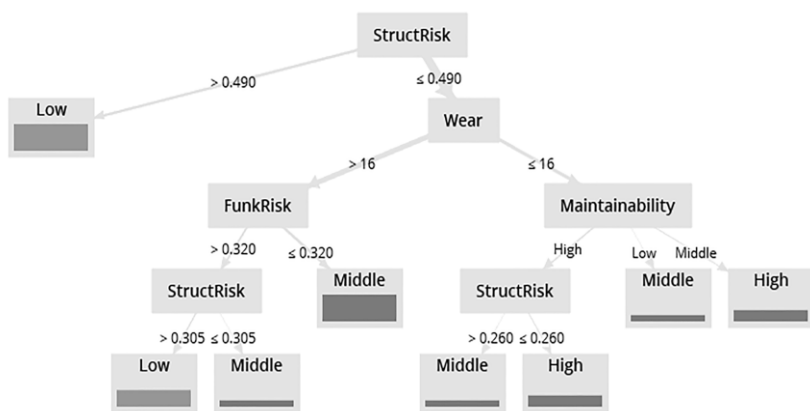 StructRisk
> 0.490 ≤ 0.490
Low
Wear
> 16 ≤ 16
FunkRisk Maintainability
> 0.320 ≤ 0.320 High Low Middle
StructRisk Middle StructRisk Middle High
> 0.305 ≤ 0.305 > 0.260 ≤ 0.260
Low Middle Middle High